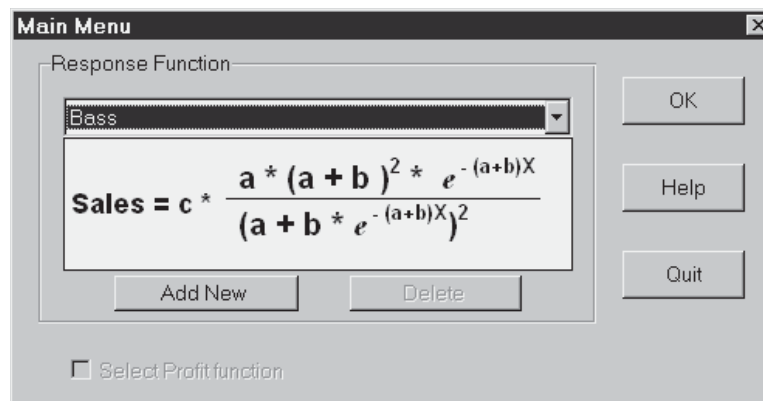 Main Menu
Response Function
Bass
Sales = c * a * (a + b )² * e⁻⁽ᵃ⁺ᵇ⁾ˣ / (a + b * e⁻⁽ᵃ⁺ᵇ⁾ˣ)²
Add New
Delete
Select Profit function
OK
Help
Quit